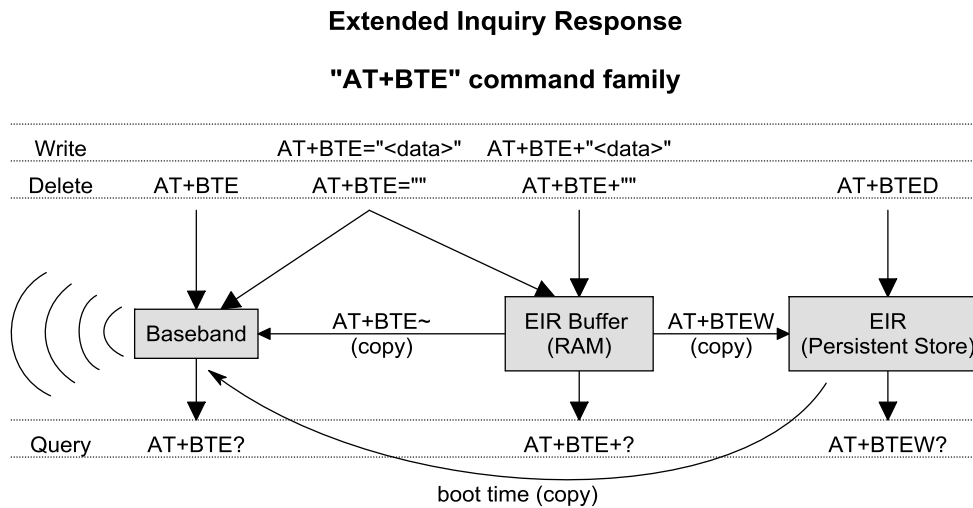 Extended Inquiry Response
"AT+BTE" command family
Write AT+BTE="<data>" AT+BTE+"<data>"
Delete AT+BTE AT+BTE="" AT+BTE+"" AT+BTED
Baseband
AT+BTE~
(copy)
EIR Buffer
(RAM)
AT+BTEW
(copy)
EIR
(Persistent Store)
Query AT+BTE? AT+BTE+? AT+BTEW?
boot time (copy)